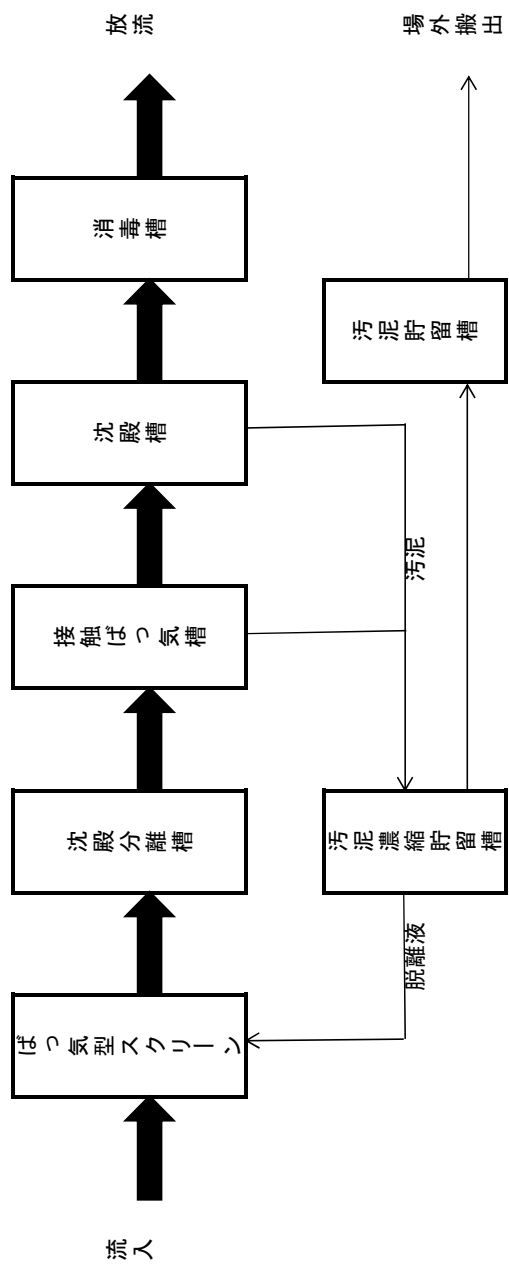 流入
ばっ気型スクリーン
沈殿分離槽
接触ばっ気槽
沈殿槽
消毒槽
放流
脱離液
汚泥濃縮貯留槽
汚泥
汚泥貯留槽
場外搬出